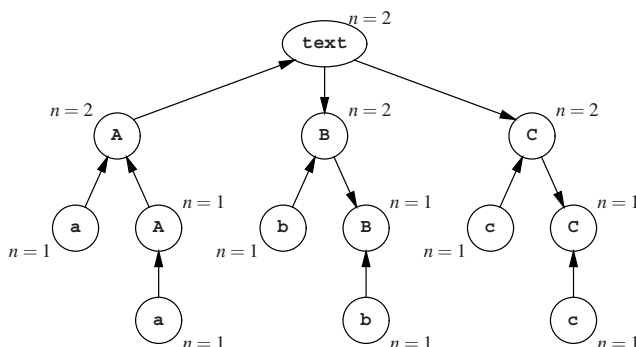 n = 2
text
n = 2 n = 2 n = 2
A B C
n = 1 n = 1 n = 1
a A b B c C
n = 1 n = 1 n = 1
a b c
n = 1 n = 1 n = 1